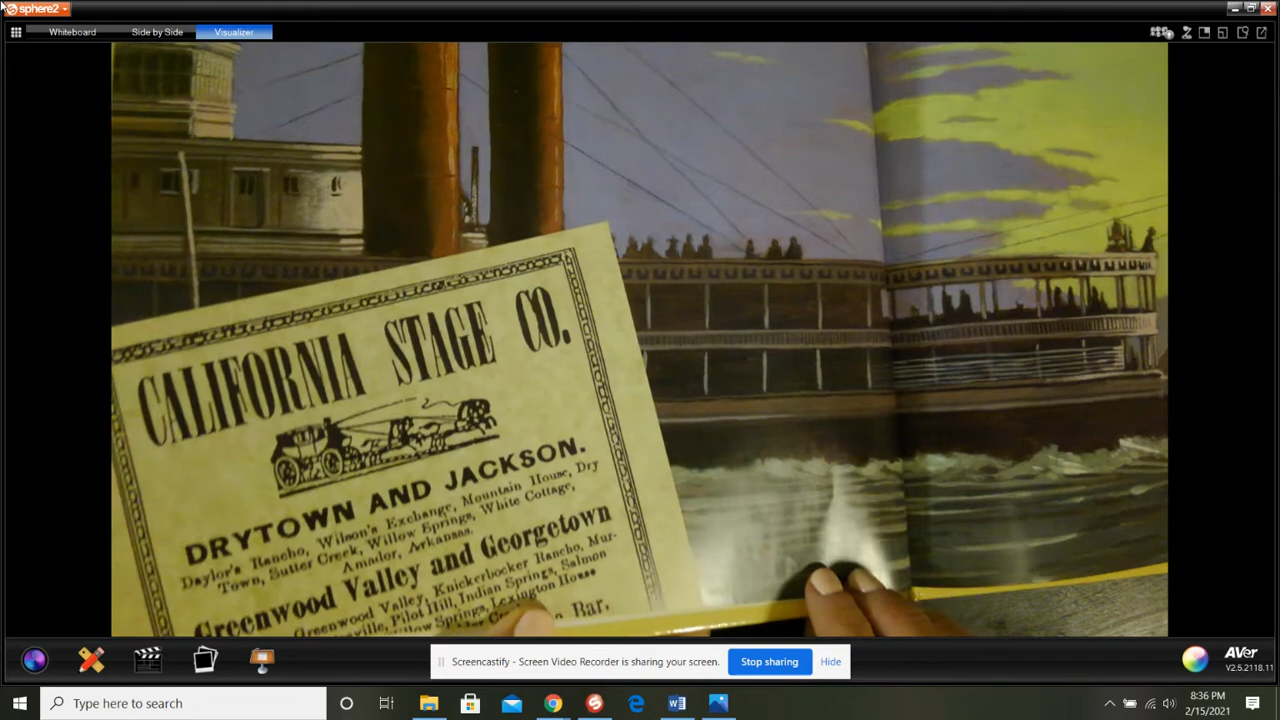 sphere2
Whiteboard
Side by Side
Visualizer
CALIFORNIA STAGE CO.
DRYTOWN AND JACKSON.
Daylor's Rancho, Wilson's Exchange, Mountain House, Dry
Town, Sutter Creek, Willow Springs, White Cottage,
Amador, Arkansas.
Greenwood Valley and Georgetown
Greenwood Valley, Knickerbocker Rancho, Mur-
Pilot Hill, Indian Springs, Salmon
Springs, Lexington House
Bar,
Screencastify - Screen Video Recorder is sharing your screen.
Stop sharing
Hide
AVer
V2.5.2118.11
Type here to search
8:36 PM
2/15/2021